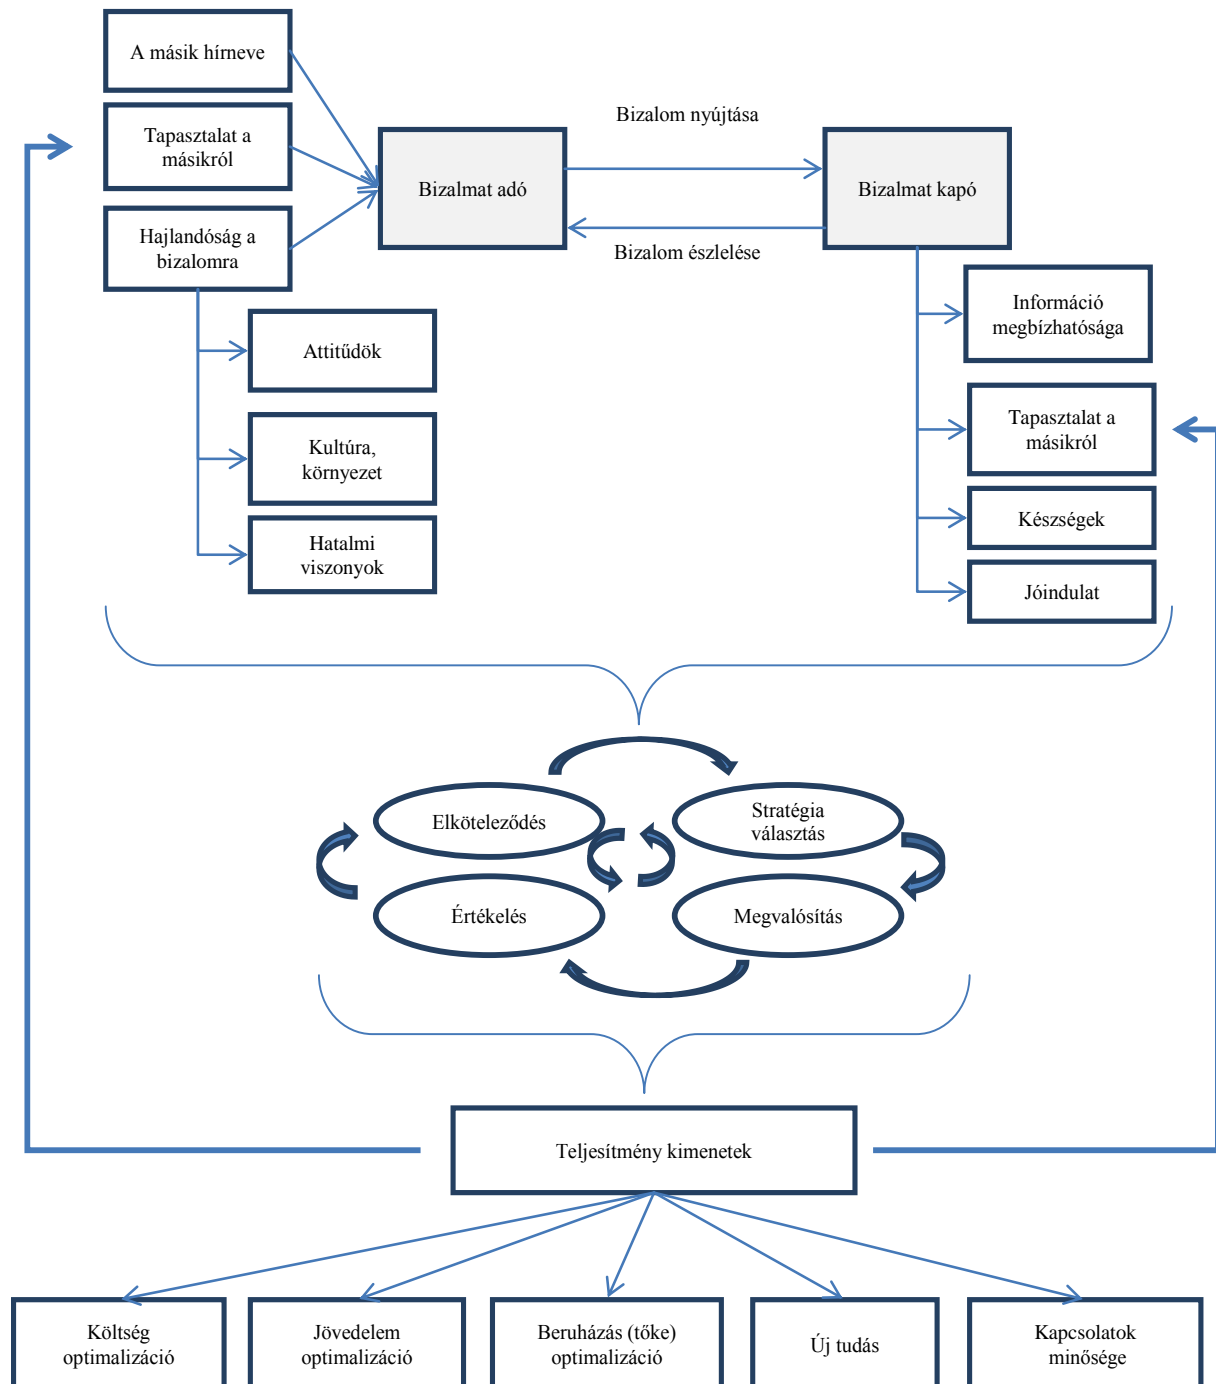 A másik hírneve
Tapasztalat a
másikról
Hajlandóság a
bizalomra
Bizalmat adó
Bizalom nyújtása
Bizalom észlelése
Bizalmat kapó
Attitűdök
Kultúra,
környezet
Hatalmi
viszonyok
Információ
megbízhatósága
Tapasztalat a
másikról
Készségek
Jóindulat
Elköteleződés
Stratégia
választás
Értékelés
Megvalósítás
Teljesítmény kimenetek
Költség
optimalizáció
Jövedelem
optimalizáció
Beruházás (tőke)
optimalizáció
Új tudás
Kapcsolatok
minősége